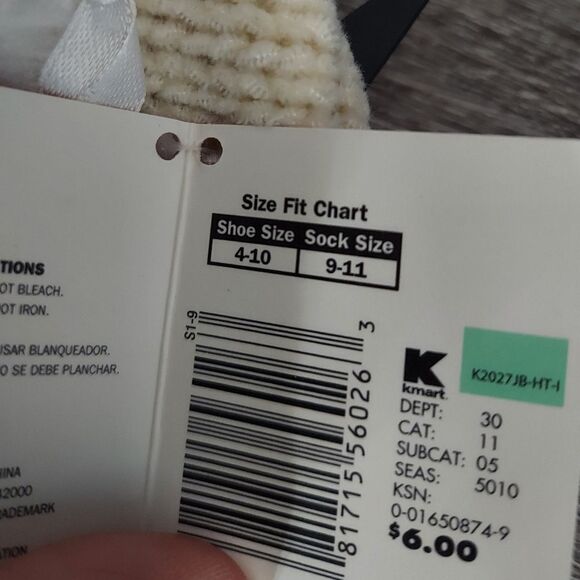 TIONS
OT BLEACH.
OT IRON.
SAR BLANQUEADOR.
O SE DEBE PLANCHAR.
INA
2000
ADEMARK
ATION
Size Fit Chart
Shoe Size Sock Size
4-10 9-11
S1-9
81715 56026 3
K
kmart
K2027JB-HT-I
DEPT: 30
CAT: 11
SUBCAT: 05
SEAS: 5010
KSN:
0-01650874-9
$6.00